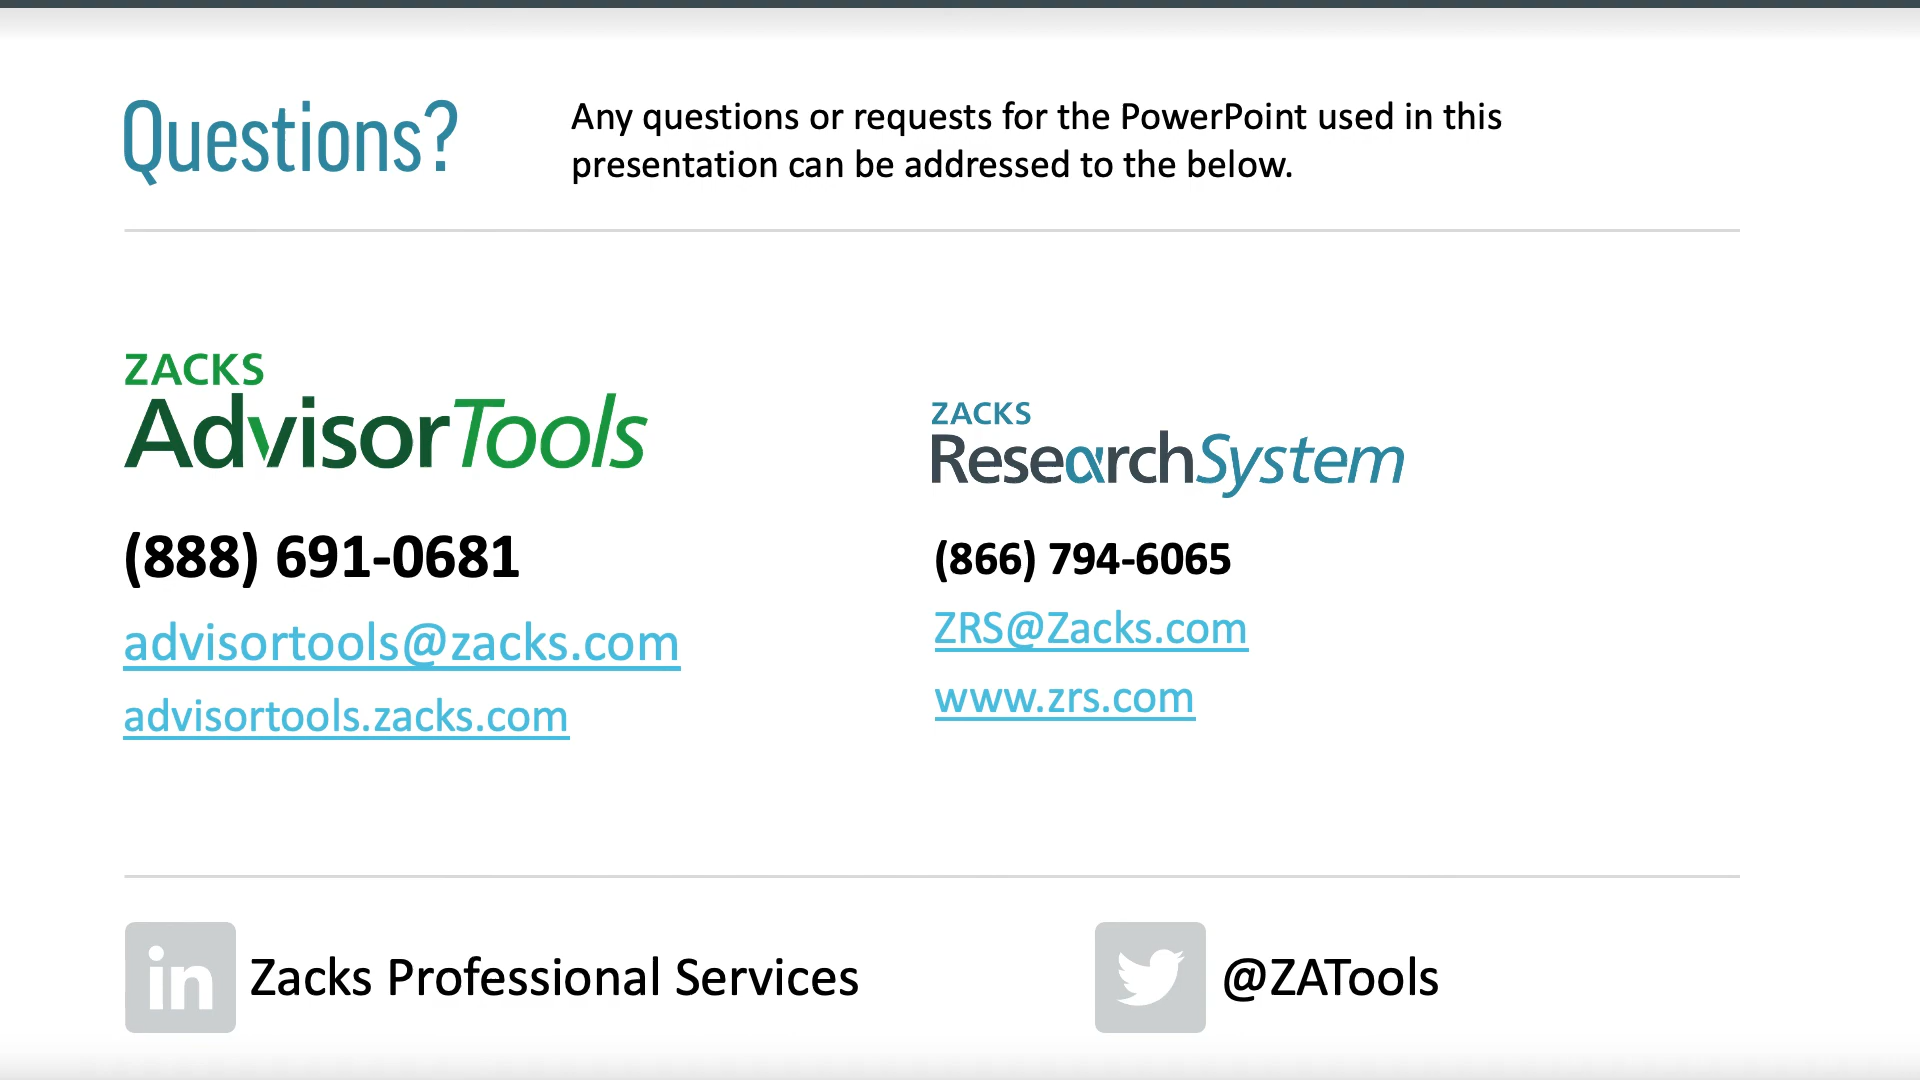 Questions?
Any questions or requests for the PowerPoint used in this
presentation can be addressed to the below.
ZACKS
AdvisorTools
(888) 691-0681
advisortools@zacks.com
advisortools.zacks.com
ZACKS
ResearchSystem
(866) 794-6065
ZRS@Zacks.com
www.zrs.com
in
Zacks Professional Services
@ZATools